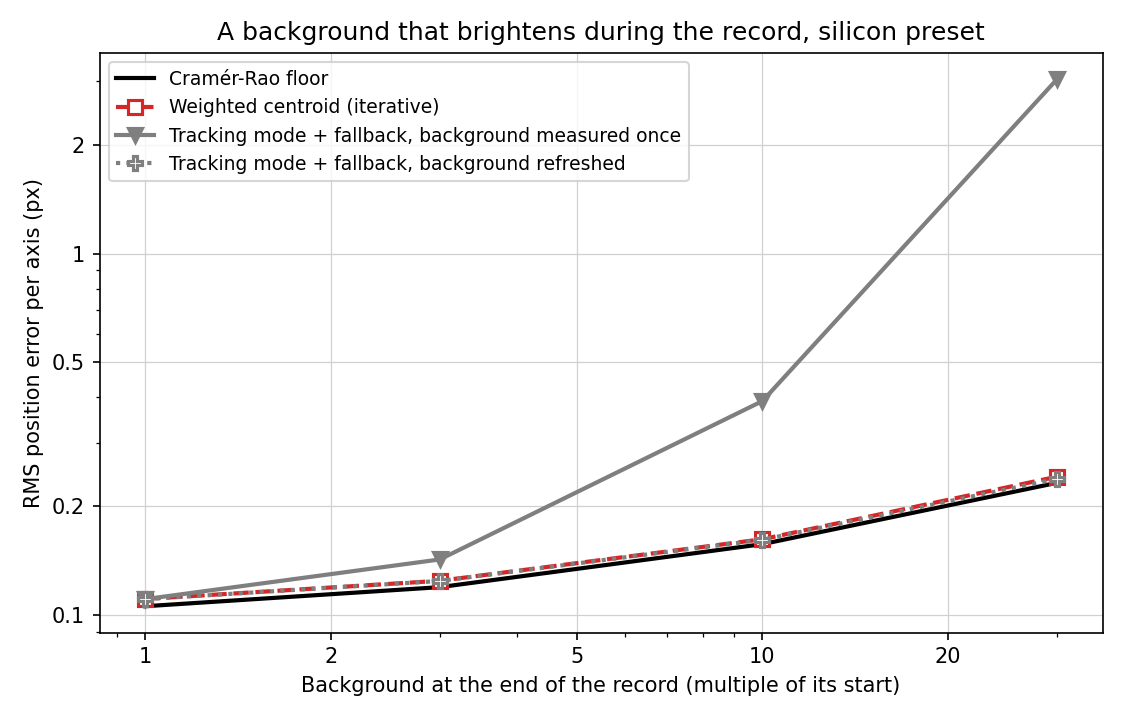 A background that brightens during the record, silicon preset
Cramér-Rao floor
Weighted centroid (iterative)
Tracking mode + fallback, background measured once
Tracking mode + fallback, background refreshed
RMS position error per axis (px)
2
1
0.5
0.2
0.1
1
2
5
10
20
Background at the end of the record (multiple of its start)